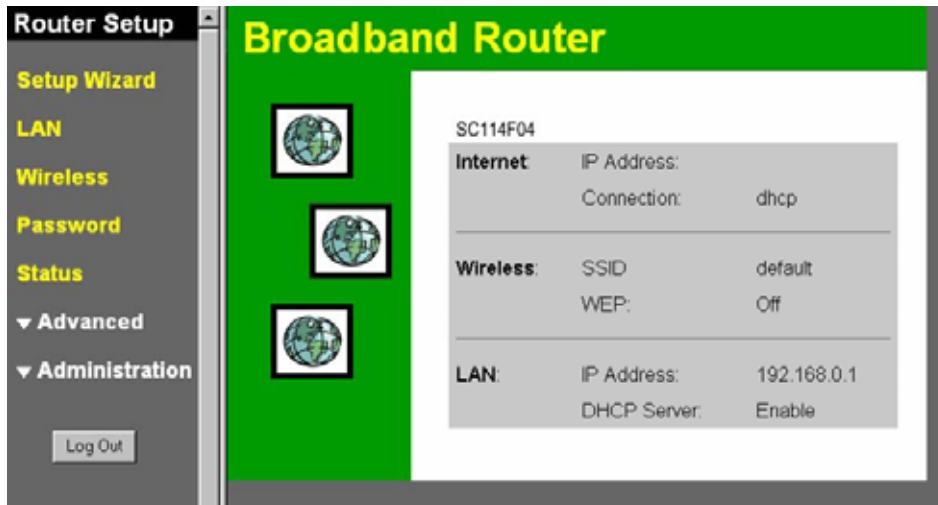 Router Setup
Setup Wizard
LAN
Wireless
Password
Status
Advanced
Administration
Log Out
Broadband Router
SC114F04
Internet: IP Address:
Connection: dhcp
Wireless: SSID default
WEP: Off
LAN: IP Address: 192.168.0.1
DHCP Server: Enable